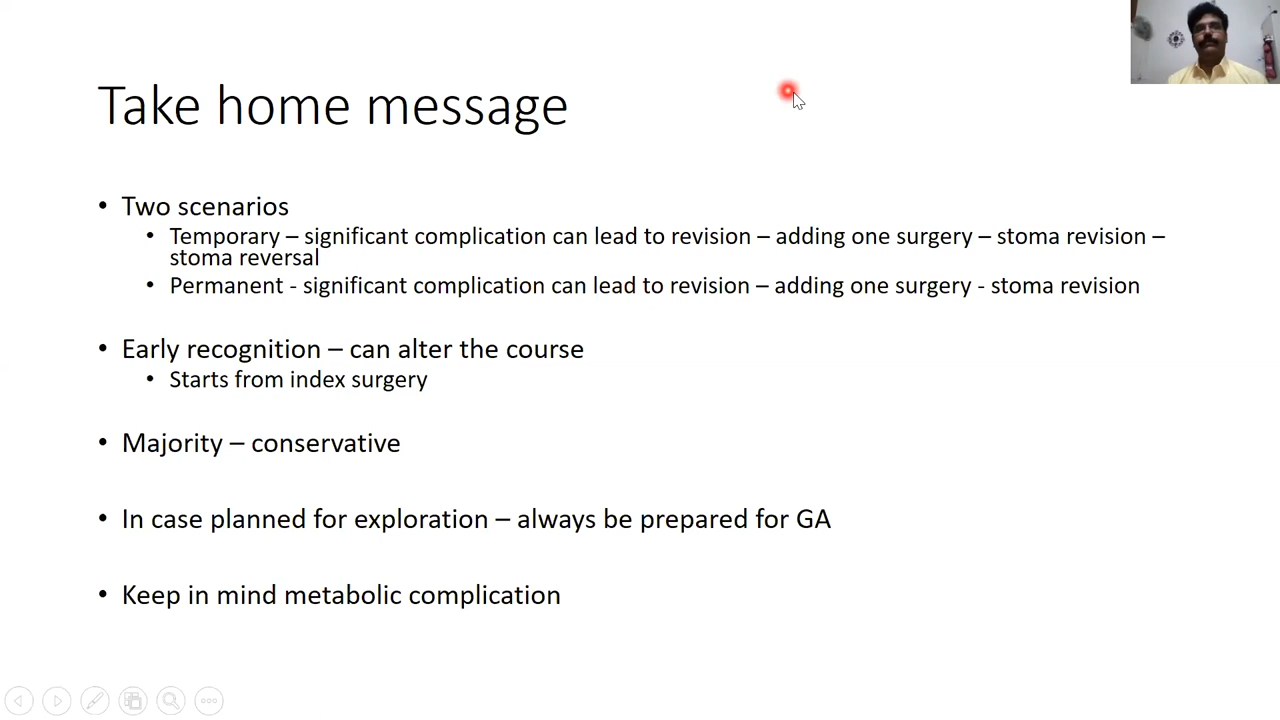 Take home message
• Two scenarios
• Temporary – significant complication can lead to revision – adding one surgery – stoma revision –
stoma reversal
• Permanent - significant complication can lead to revision – adding one surgery - stoma revision
• Early recognition – can alter the course
• Starts from index surgery
• Majority – conservative
• In case planned for exploration – always be prepared for GA
• Keep in mind metabolic complication